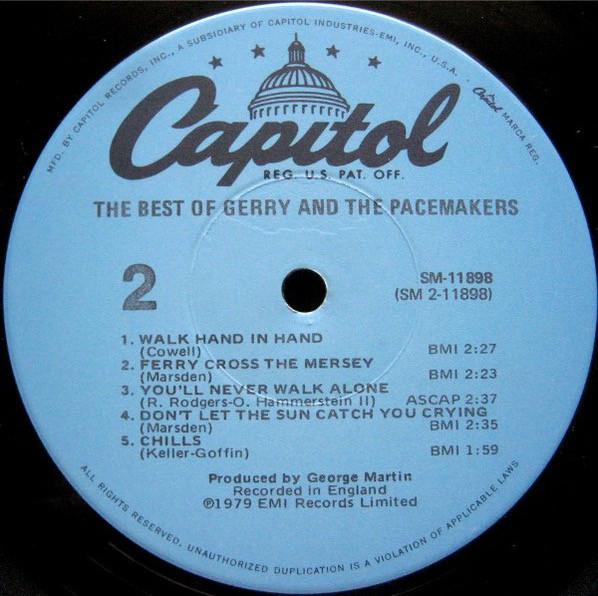 MFD. BY CAPITOL RECORDS, INC., A SUBSIDIARY OF CAPITOL INDUSTRIES-EMI, INC., U.S.A. · Capitol MARCA REG.
Capitol
REG. U.S. PAT. OFF.
THE BEST OF GERRY AND THE PACEMAKERS
2
SM-11898
(SM 2-11898)
1. WALK HAND IN HAND
(Cowell) BMI 2:27
2. FERRY CROSS THE MERSEY
(Marsden) BMI 2:23
3. YOU'LL NEVER WALK ALONE
(R. Rodgers-O. Hammerstein II) ASCAP 2:37
4. DON'T LET THE SUN CATCH YOU CRYING
(Marsden) BMI 2:35
5. CHILLS
(Keller-Goffin) BMI 1:59
Produced by George Martin
Recorded in England
℗1979 EMI Records Limited
ALL RIGHTS RESERVED. UNAUTHORIZED DUPLICATION IS A VIOLATION OF APPLICABLE LAWS